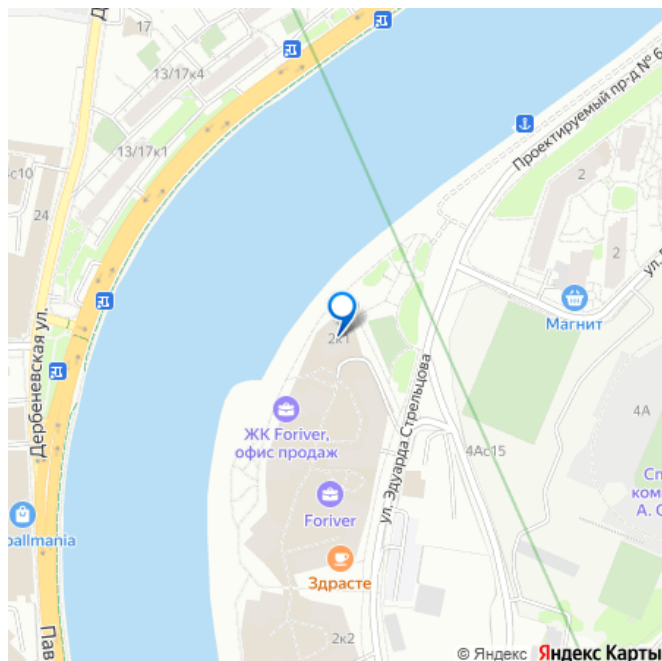 17
13/17к4
13/17к1
24
Дербеневская ул.
Проектируемый пр-д № 6
2
2
Магнит
2к1
ЖК Foriver,
офис продаж
ул. Эдуарда Стрельцова
4А
4Ас15
Foriver
Здрасте
2к2
© Яндекс Яндекс Карты